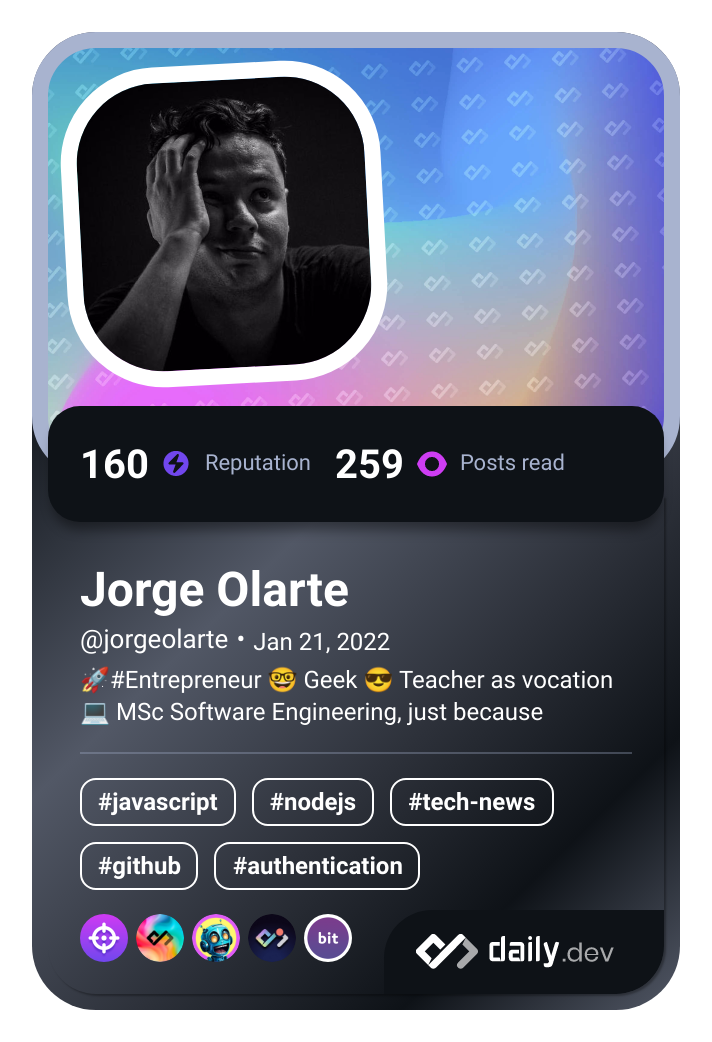 160 Reputation 259 Posts read
Jorge Olarte
@jorgeolarte • Jan 21, 2022
🚀#Entrepreneur 🤓 Geek 😎 Teacher as vocation
💻 MSc Software Engineering, just because
#javascript #nodejs #tech-news
#github #authentication
bit
daily.dev